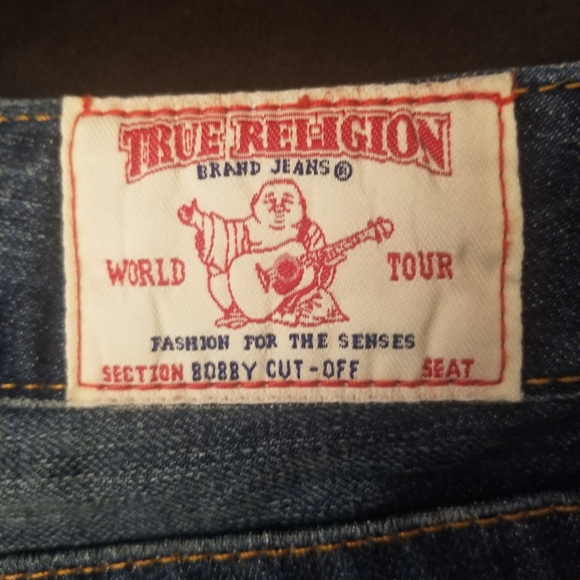 TRUE RELIGION
BRAND JEANS®
WORLD TOUR
FASHION FOR THE SENSES
SECTION BOBBY CUT-OFF SEAT